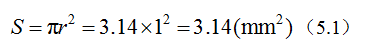 S = πr² = 3.14×1² = 3.14(mm²)（5.1）